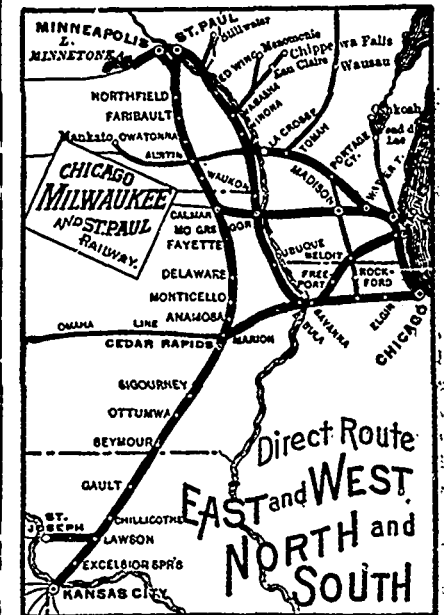 MINNEAPOLIS
ST. PAUL
Stillwater
L. MINNETONKA
RED WING
Menomonie
Chippewa Falls
Eau Claire
Wausau
WABASHA
WINONA
NORTHFIELD
FARIBAULT
LA CROSSE
TOMAH
PORTAGE CY.
Mankato
OWATONNA
AUSTIN
WAUKON
MADISON
CHICAGO
MILWAUKEE
AND ST. PAUL
RAILWAY.
CALMAR
MC GRG
FAYETTE
DUBUQUE
BELOIT
DELAWARE
FREEPORT
ROCKFORD
MONTICELLO
ANAMOSA
SAVANNA
ELGIN
CHICAGO
OMAHA LINE
CEDAR RAPIDS
MARION
SIGOURNEY
OTTUMWA
SEYMOUR
GAULT
Direct Route
EAST and WEST,
NORTH and
SOUTH
CHILLICOTHE
ST. JOSEPH
LAWSON
EXCELSIOR SPR'S
KANSAS CITY